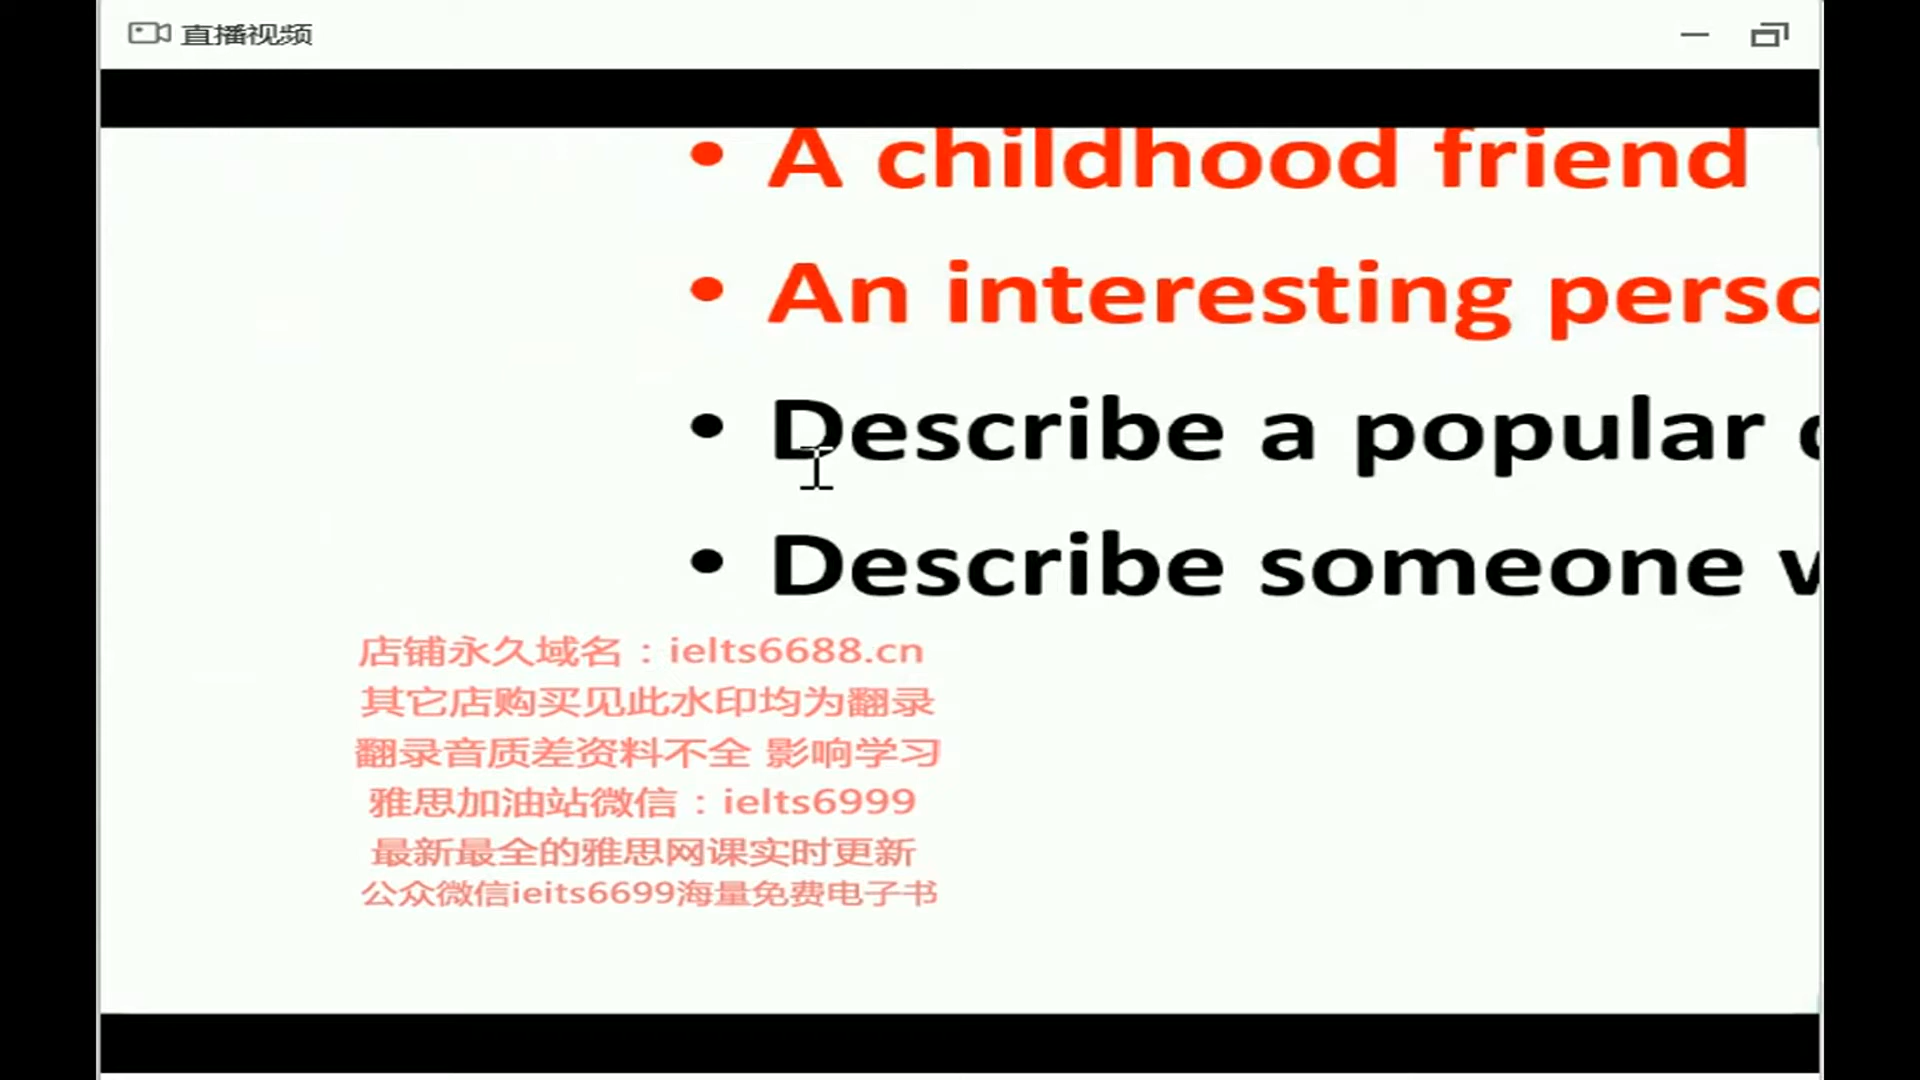 直播视频
• A childhood friend
• An interesting
• Describe a popular
• Describe someone
店铺永久域名：ielts6688.cn
其它店购买见此水印均为翻录
翻录音质差资料不全 影响学习
雅思加油站微信：ielts6999
最新最全的雅思网课实时更新
公众微信ieits6699海量免费电子书